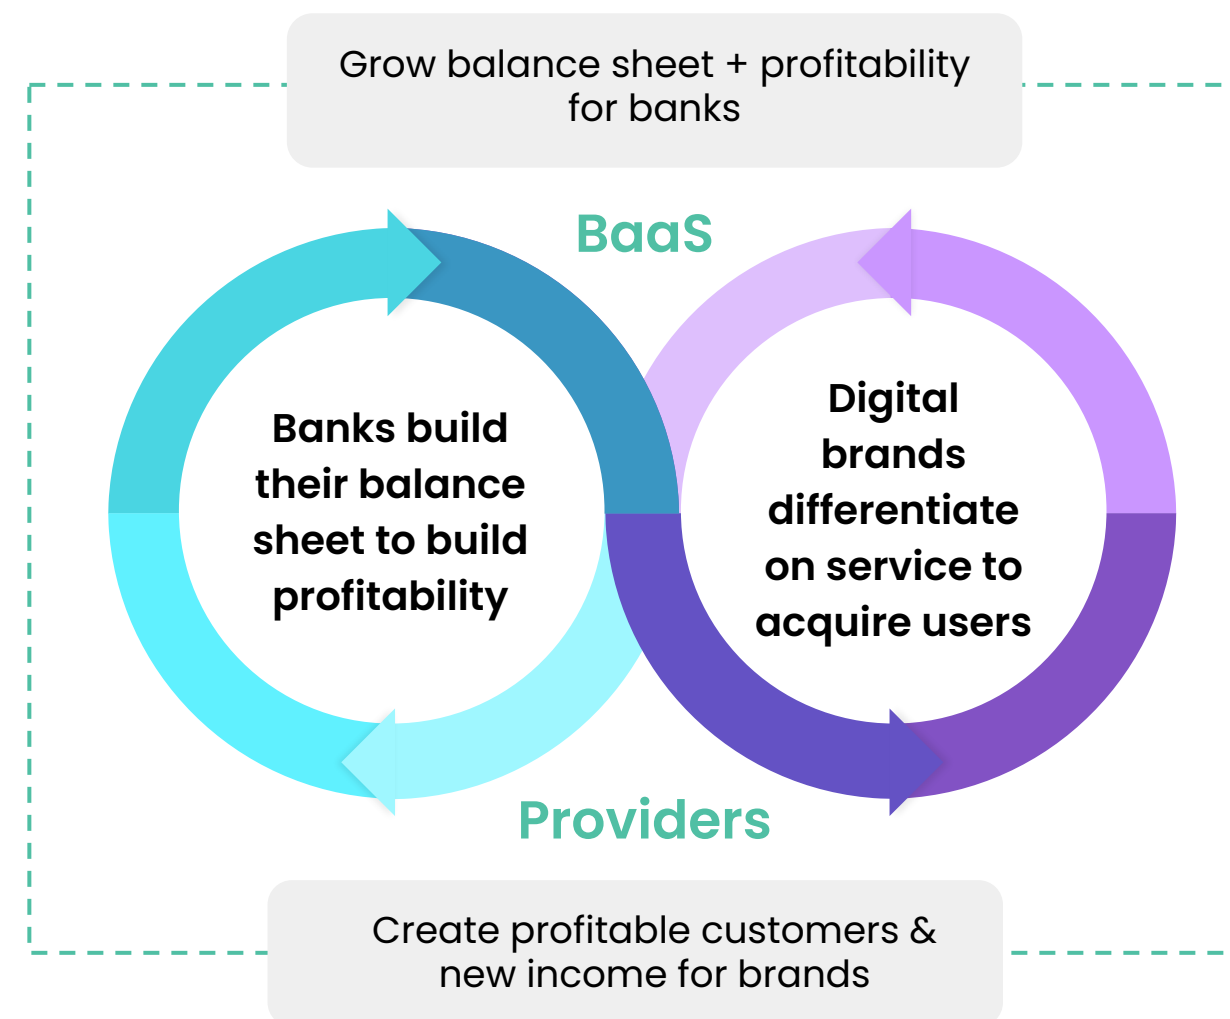 Grow balance sheet + profitability
for banks
BaaS
Banks build
their balance
sheet to build
profitability
Digital
brands
differentiate
on service to
acquire users
Providers
Create profitable customers &
new income for brands